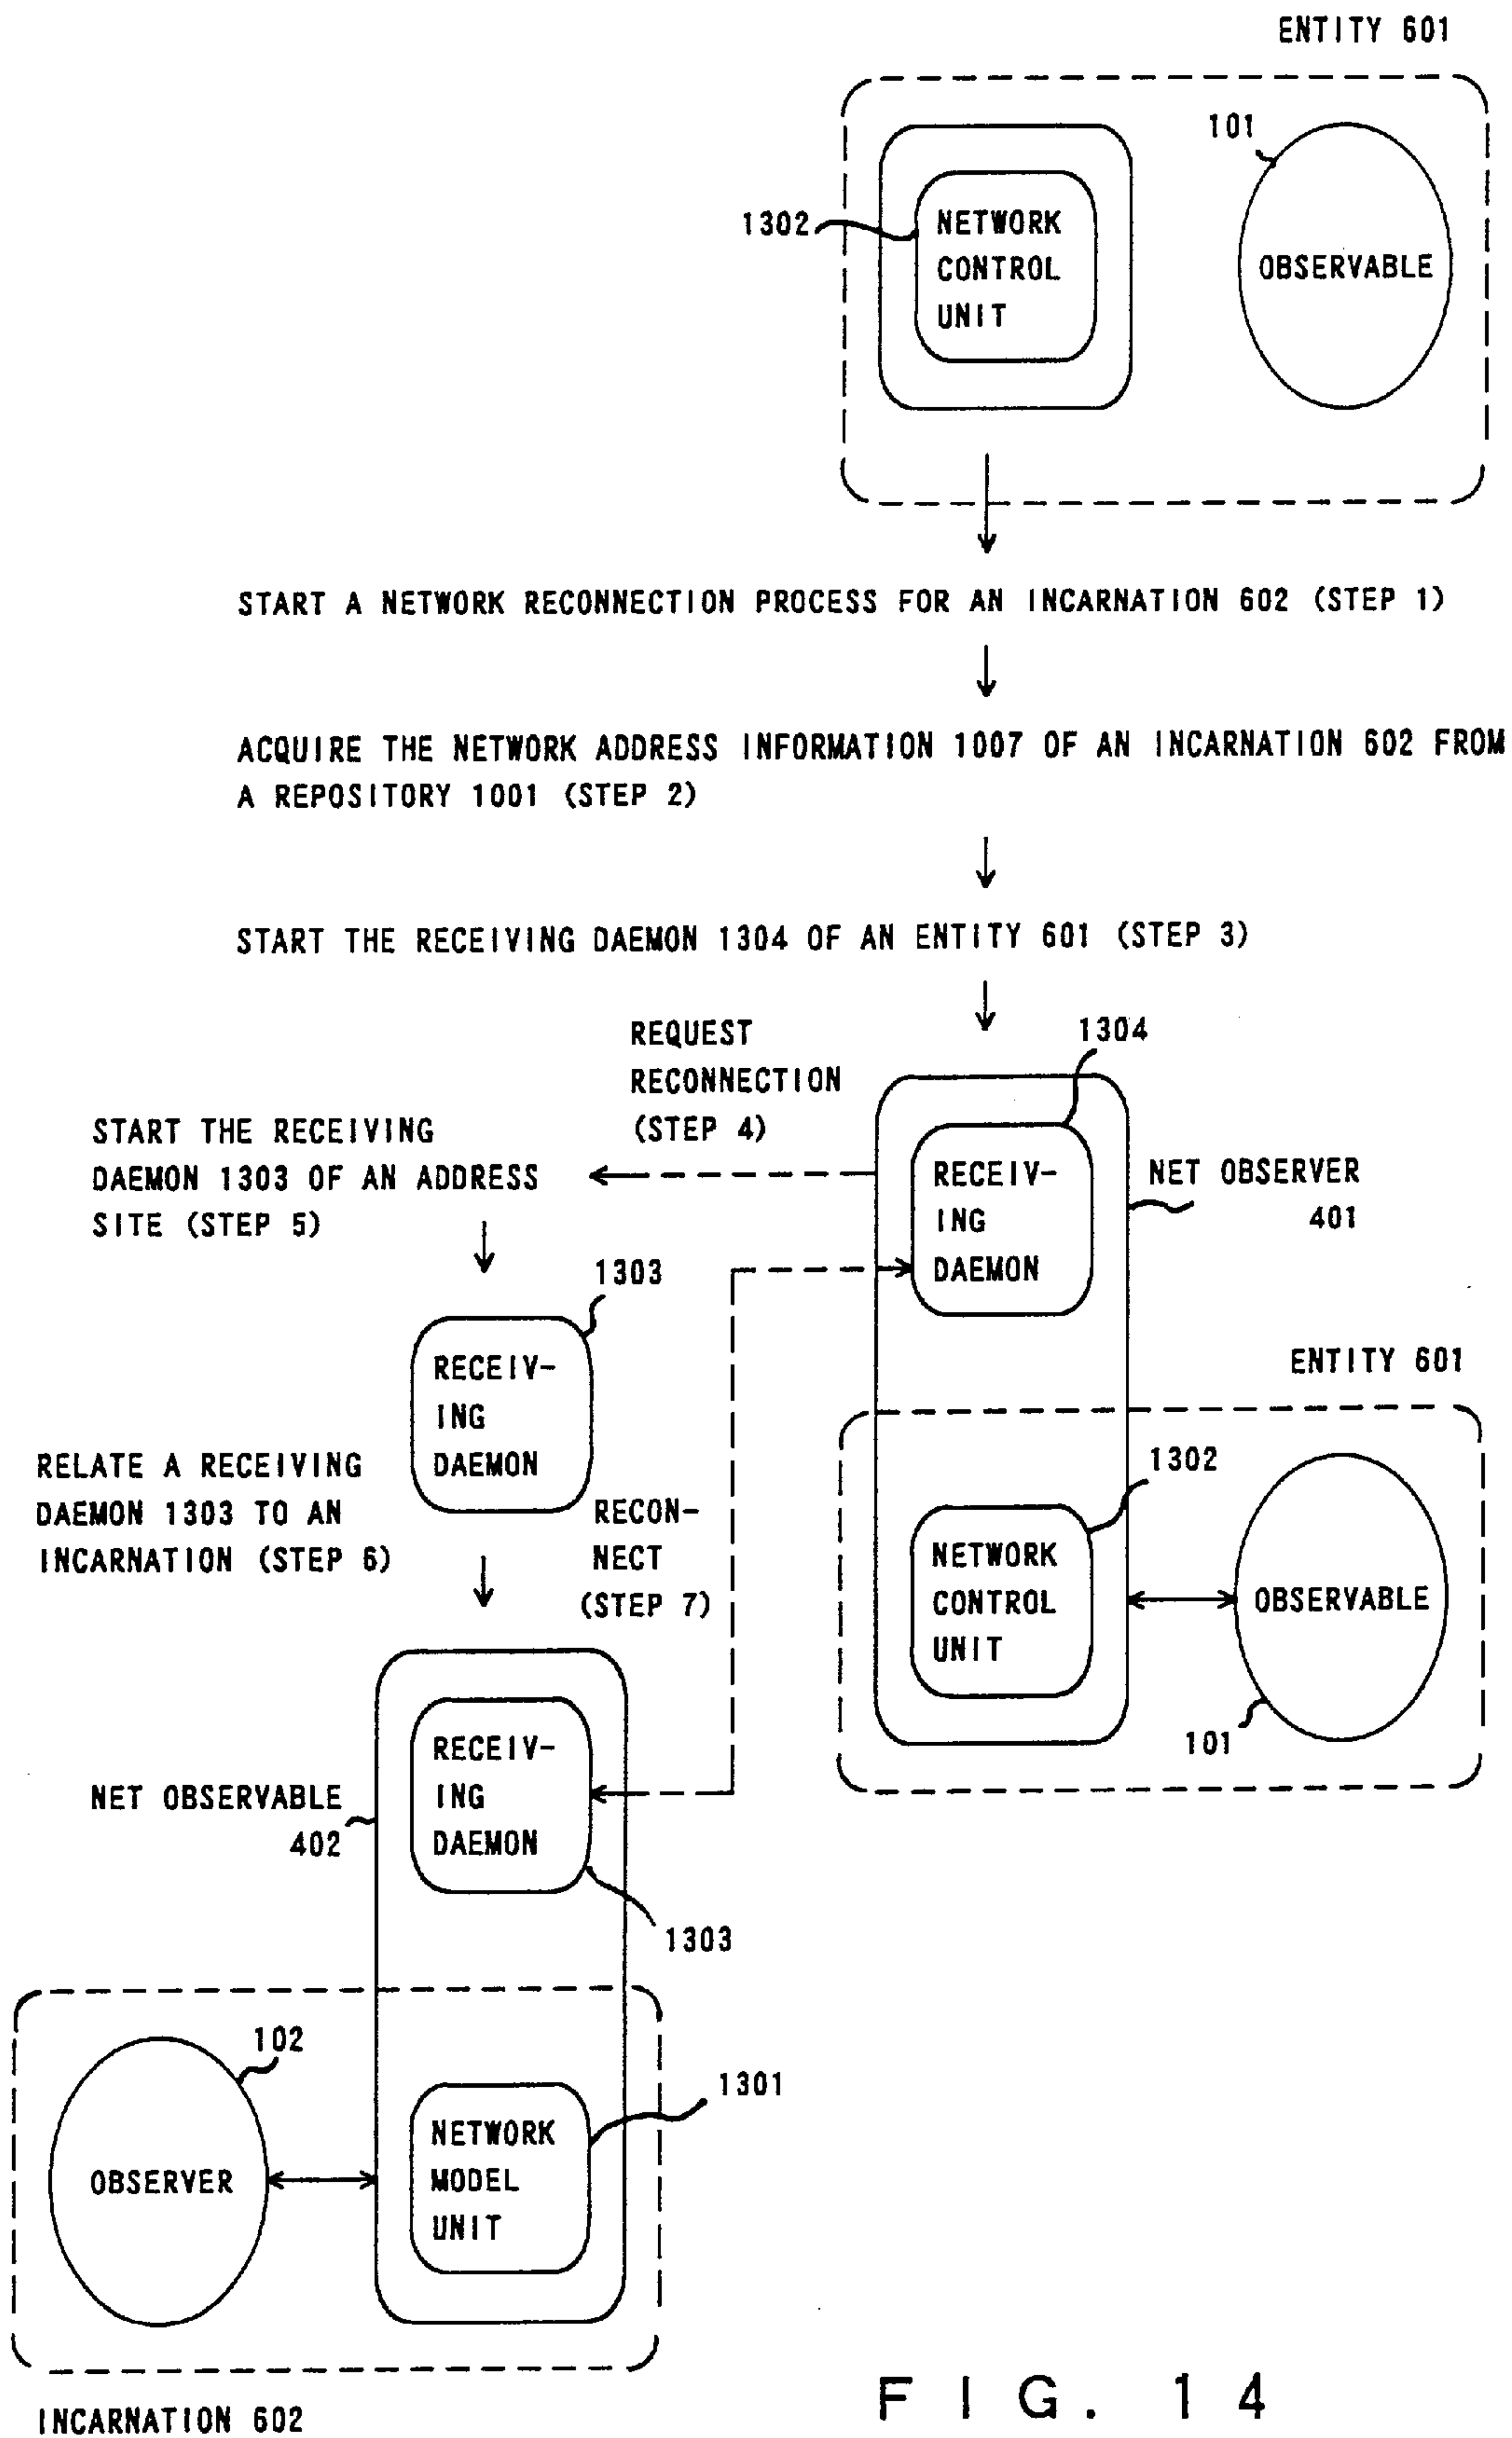 ENTITY 601
101
1302
NETWORK
CONTROL
UNIT
OBSERVABLE
START A NETWORK RECONNECTION PROCESS FOR AN INCARNATION 602 (STEP 1)
ACQUIRE THE NETWORK ADDRESS INFORMATION 1007 OF AN INCARNATION 602 FROM
A REPOSITORY 1001 (STEP 2)
START THE RECEIVING DAEMON 1304 OF AN ENTITY 601 (STEP 3)
REQUEST
RECONNECTION
(STEP 4)
1304
START THE RECEIVING
DAEMON 1303 OF AN ADDRESS
SITE (STEP 5)
RECEIV-
ING
DAEMON
NET OBSERVER
401
1303
RECEIV-
ING
DAEMON
ENTITY 601
RELATE A RECEIVING
DAEMON 1303 TO AN
INCARNATION (STEP 6)
RECON-
NECT
(STEP 7)
1302
NETWORK
CONTROL
UNIT
OBSERVABLE
101
RECEIV-
ING
DAEMON
NET OBSERVABLE
402
1303
102
1301
OBSERVER
NETWORK
MODEL
UNIT
INCARNATION 602
FIG. 14